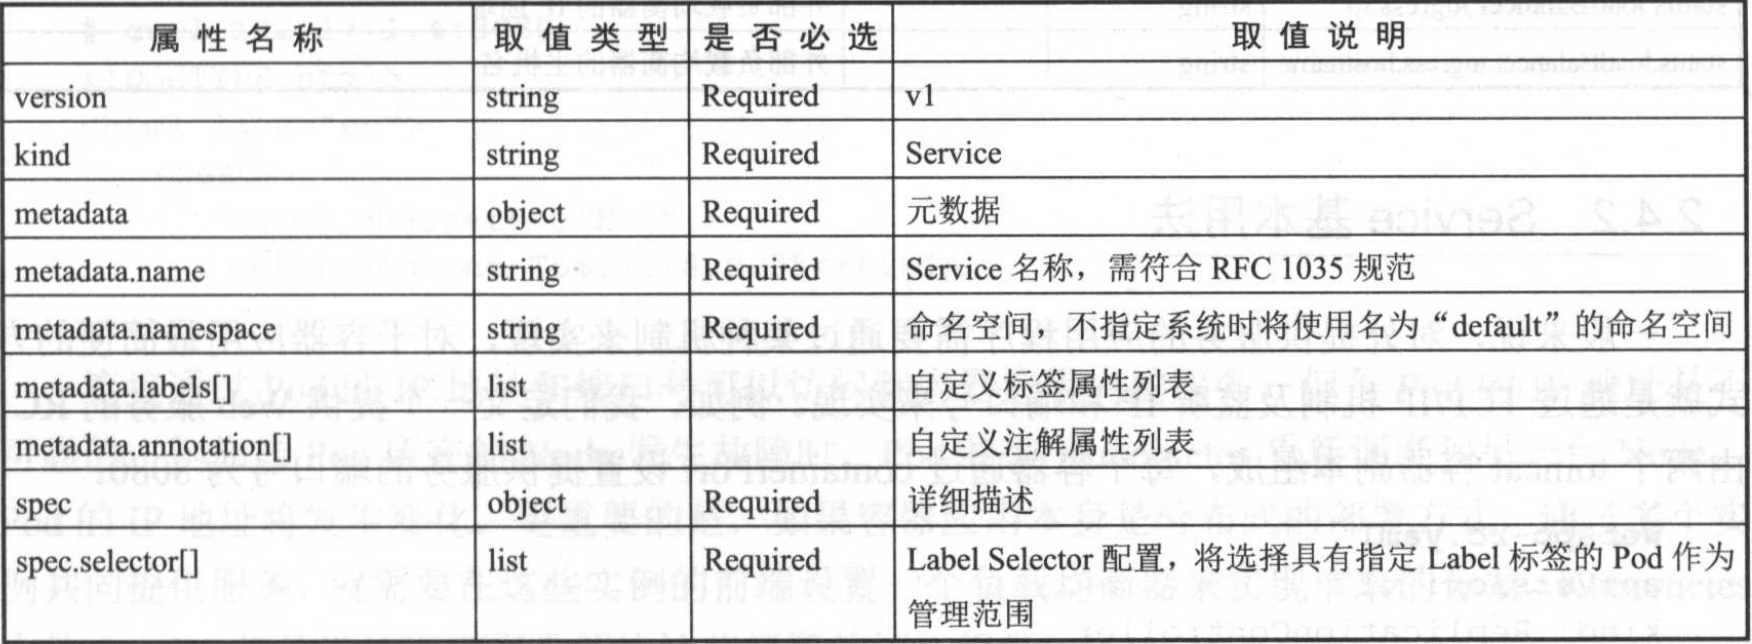 属性名称 取值类型 是否必选 取值说明
version string Required v1
kind string Required Service
metadata object Required 元数据
metadata.name string Required Service 名称，需符合 RFC 1035 规范
metadata.namespace string Required 命名空间，不指定系统时将使用名为“default”的命名空间
metadata.labels[] list 自定义标签属性列表
metadata.annotation[] list 自定义注解属性列表
spec object Required 详细描述
spec.selector[] list Required Label Selector 配置，将选择具有指定 Label 标签的 Pod 作为
管理范围